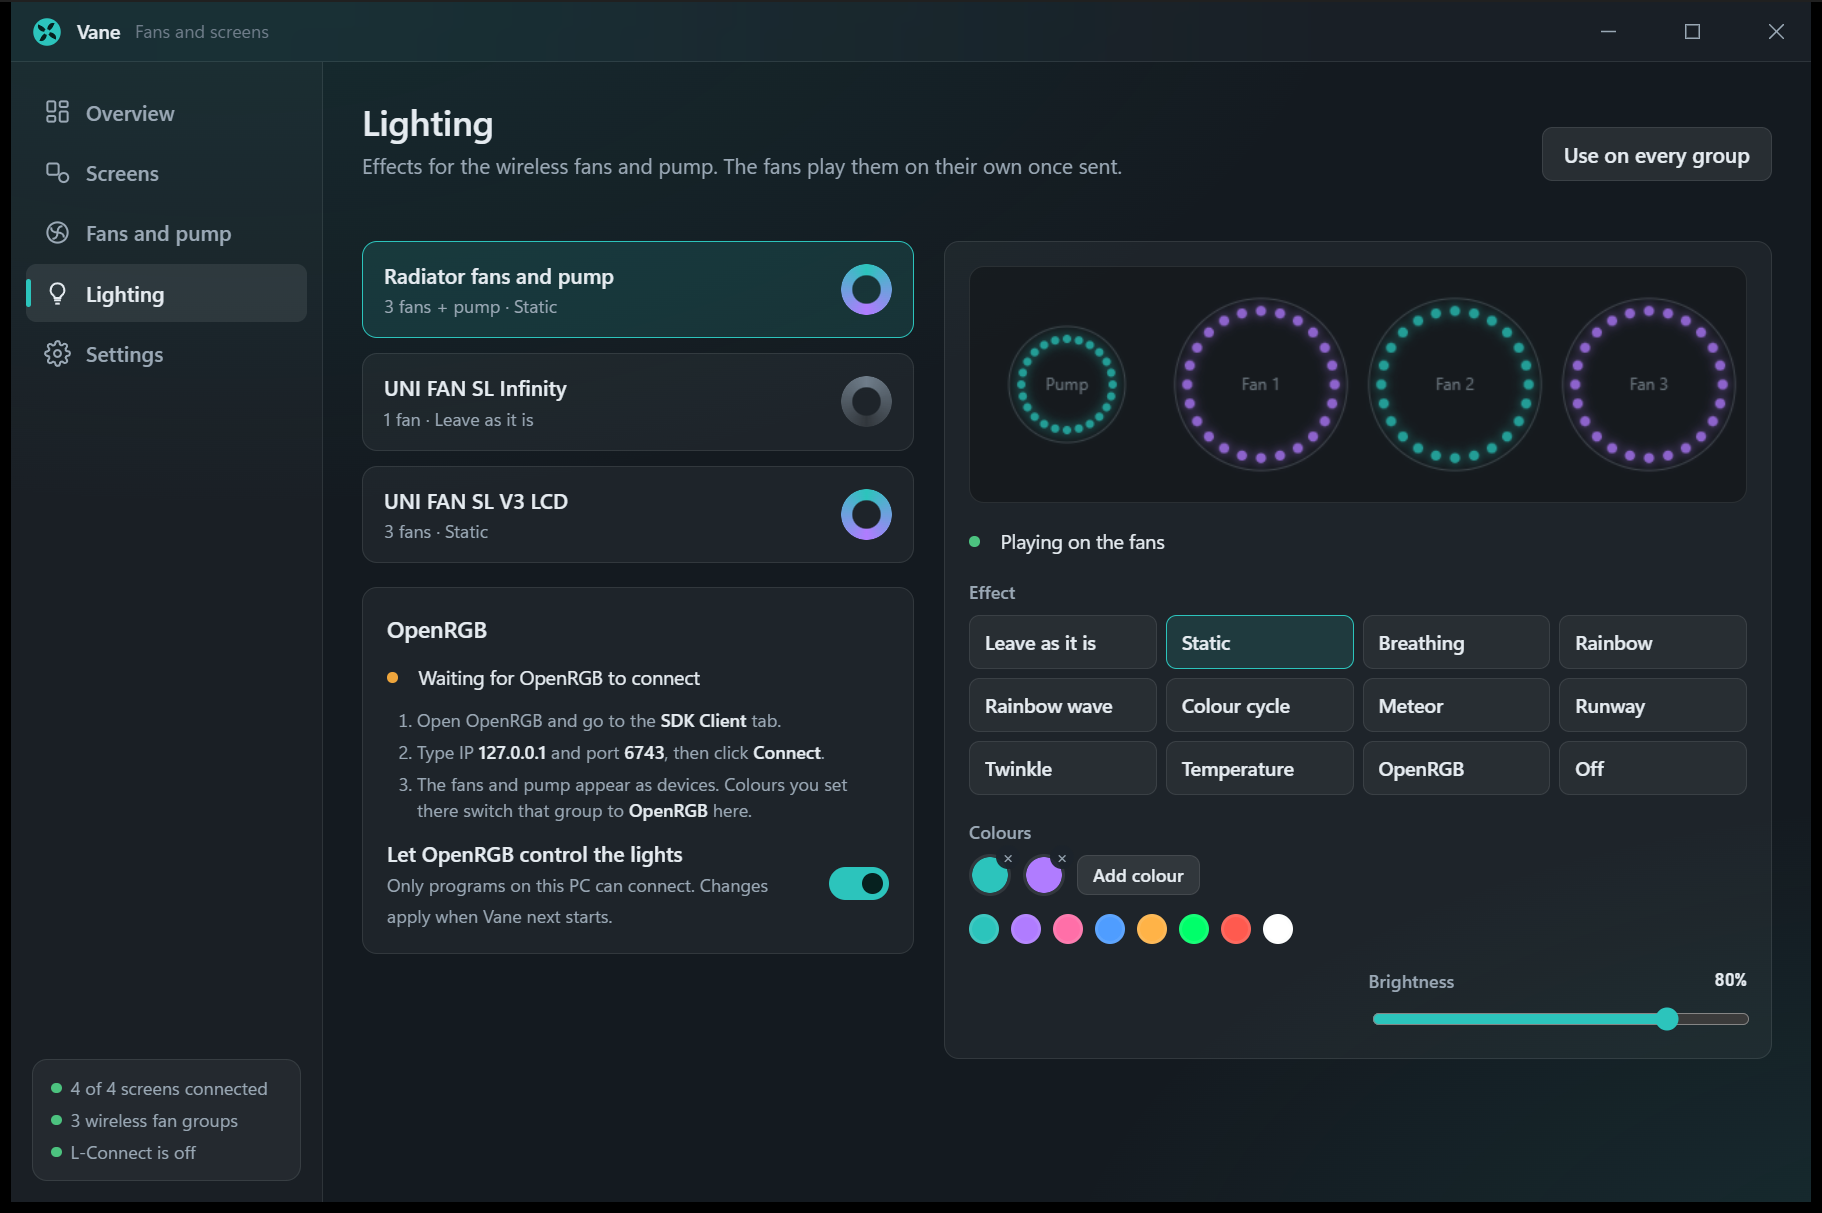 Vane Fans and screens
Overview
Screens
Fans and pump
Lighting
Settings
4 of 4 screens connected
3 wireless fan groups
L-Connect is off
Lighting
Effects for the wireless fans and pump. The fans play them on their own once sent.
Use on every group
Radiator fans and pump
3 fans + pump · Static
UNI FAN SL Infinity
1 fan · Leave as it is
UNI FAN SL V3 LCD
3 fans · Static
OpenRGB
Waiting for OpenRGB to connect
1. Open OpenRGB and go to the SDK Client tab.
2. Type IP 127.0.0.1 and port 6743, then click Connect.
3. The fans and pump appear as devices. Colours you set
there switch that group to OpenRGB here.
Let OpenRGB control the lights
Only programs on this PC can connect. Changes
apply when Vane next starts.
Pump Fan 1 Fan 2 Fan 3
Playing on the fans
Effect
Leave as it is Static Breathing Rainbow
Rainbow wave Colour cycle Meteor Runway
Twinkle Temperature OpenRGB Off
Colours
Add colour
Brightness 80%